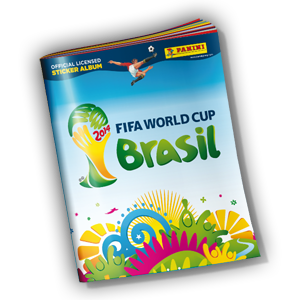 OFFICIAL LICENSED
STICKER ALBUM
PANINI
2014
FIFA WORLD CUP
Brasil